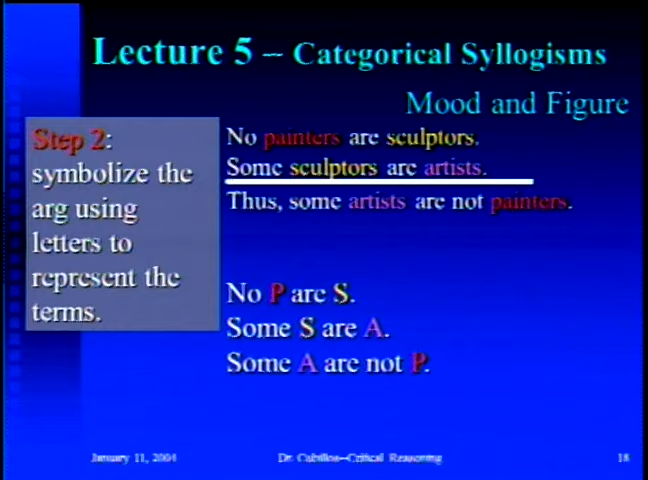 Lecture 5 – Categorical Syllogisms
Mood and Figure
Step 2:
symbolize the
arg using
letters to
represent the
terms.
No painters are sculptors.
Some sculptors are artists.
Thus, some artists are not painters.
No P are S.
Some S are A.
Some A are not P.
January 11, 2004
Dr. Cubillos–Critical Reasoning
18